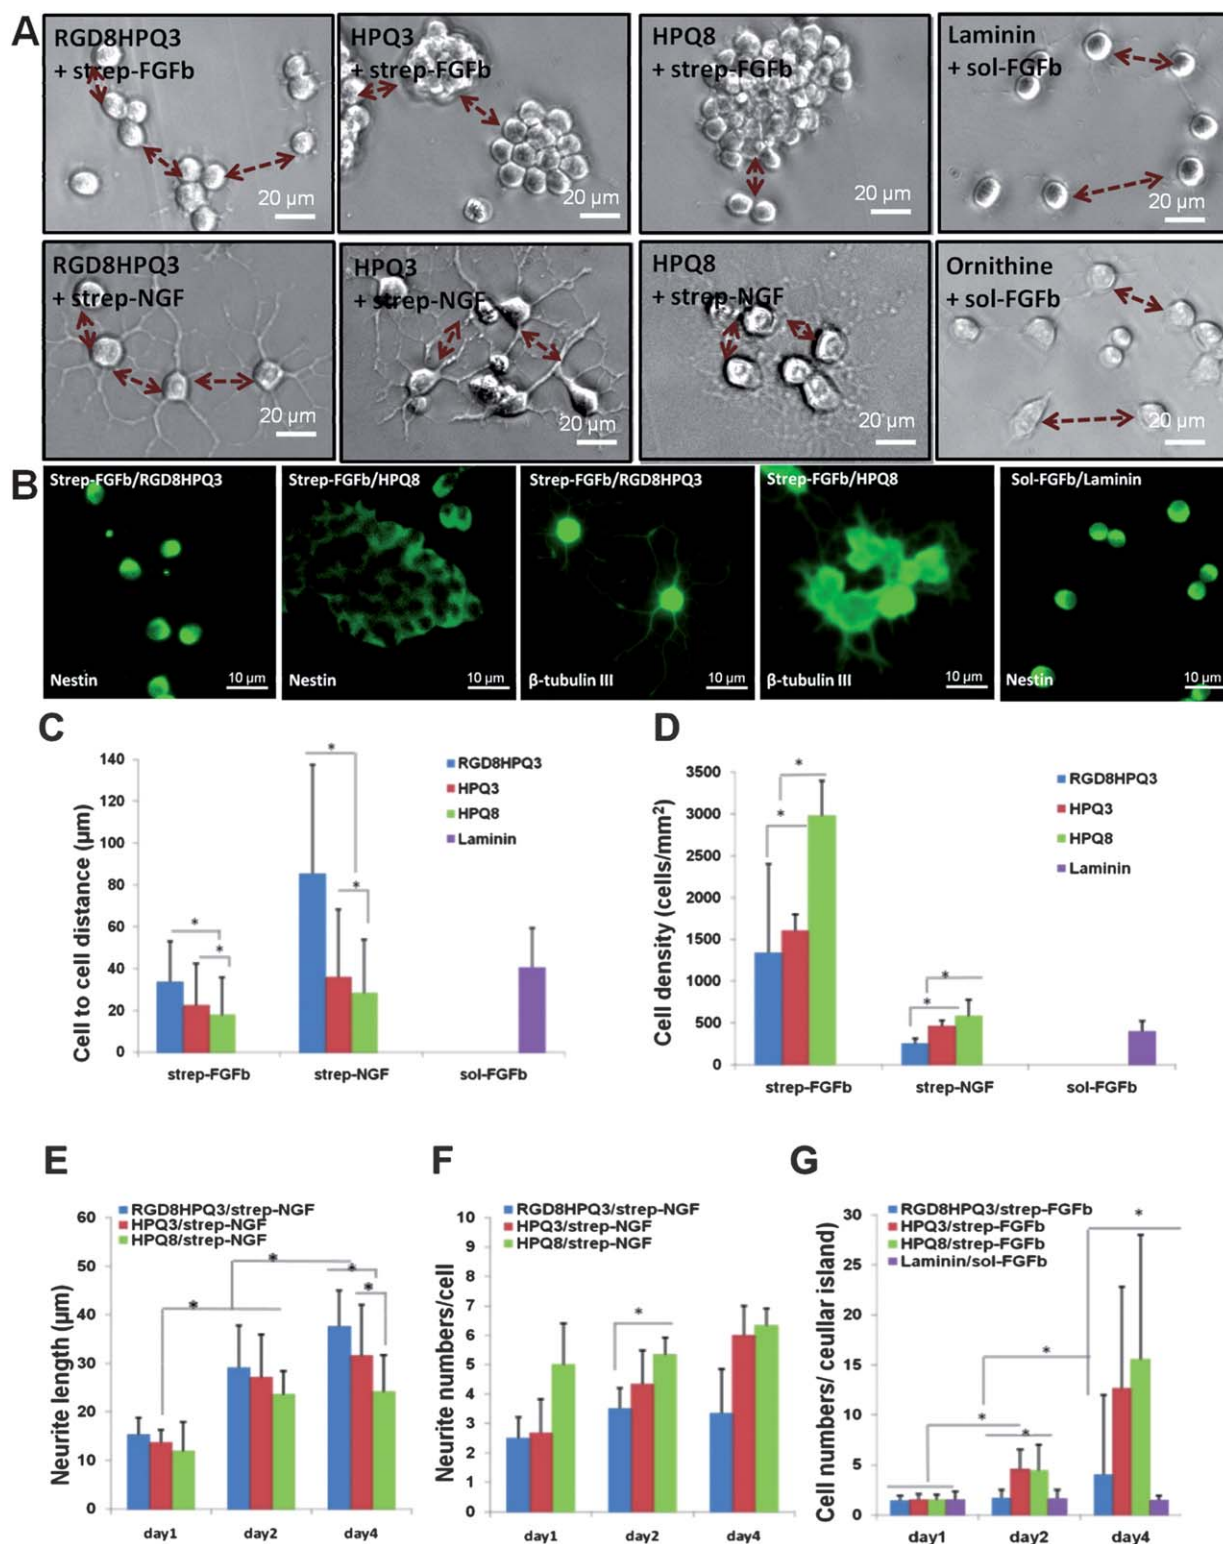 A
RGD8HPQ3
+ strep-FGFb
20 µm
HPQ3
+ strep-FGFb
20 µm
HPQ8
+ strep-FGFb
20 µm
Laminin
+ sol-FGFb
20 µm
RGD8HPQ3
+ strep-NGF
20 µm
HPQ3
+ strep-NGF
20 µm
HPQ8
+ strep-NGF
20 µm
Ornithine
+ sol-FGFb
20 µm
B
Strep-FGFb/RGD8HPQ3
Nestin
10 µm
Strep-FGFb/HPQ8
Nestin
10 µm
Strep-FGFb/RGD8HPQ3
β-tubulin III
10 µm
Strep-FGFb/HPQ8
β-tubulin III
10 µm
Sol-FGFb/Laminin
Nestin
10 µm
C
Cell to cell distance (µm)
140
120
100
80
60
40
20
0
*
*
*
*
RGD8HPQ3
HPQ3
HPQ8
Laminin
strep-FGFb
strep-NGF
sol-FGFb
D
Cell density (cells/mm²)
3500
3000
2500
2000
1500
1000
500
0
*
*
*
*
RGD8HPQ3
HPQ3
HPQ8
Laminin
strep-FGFb
strep-NGF
sol-FGFb
E
RGD8HPQ3/strep-NGF
HPQ3/strep-NGF
HPQ8/strep-NGF
Neurite length (µm)
60
50
40
30
20
10
0
*
*
*
*
day1
day2
day4
F
RGD8HPQ3/strep-NGF
HPQ3/strep-NGF
HPQ8/strep-NGF
Neurite numbers/cell
10
9
8
7
6
5
4
3
2
1
0
*
day1
day2
day4
G
RGD8HPQ3/strep-FGFb
HPQ3/strep-FGFb
HPQ8/strep-FGFb
Laminin/sol-FGFb
Cell numbers/ ceullar island)
30
25
20
15
10
5
0
*
*
*
*
day1
day2
day4